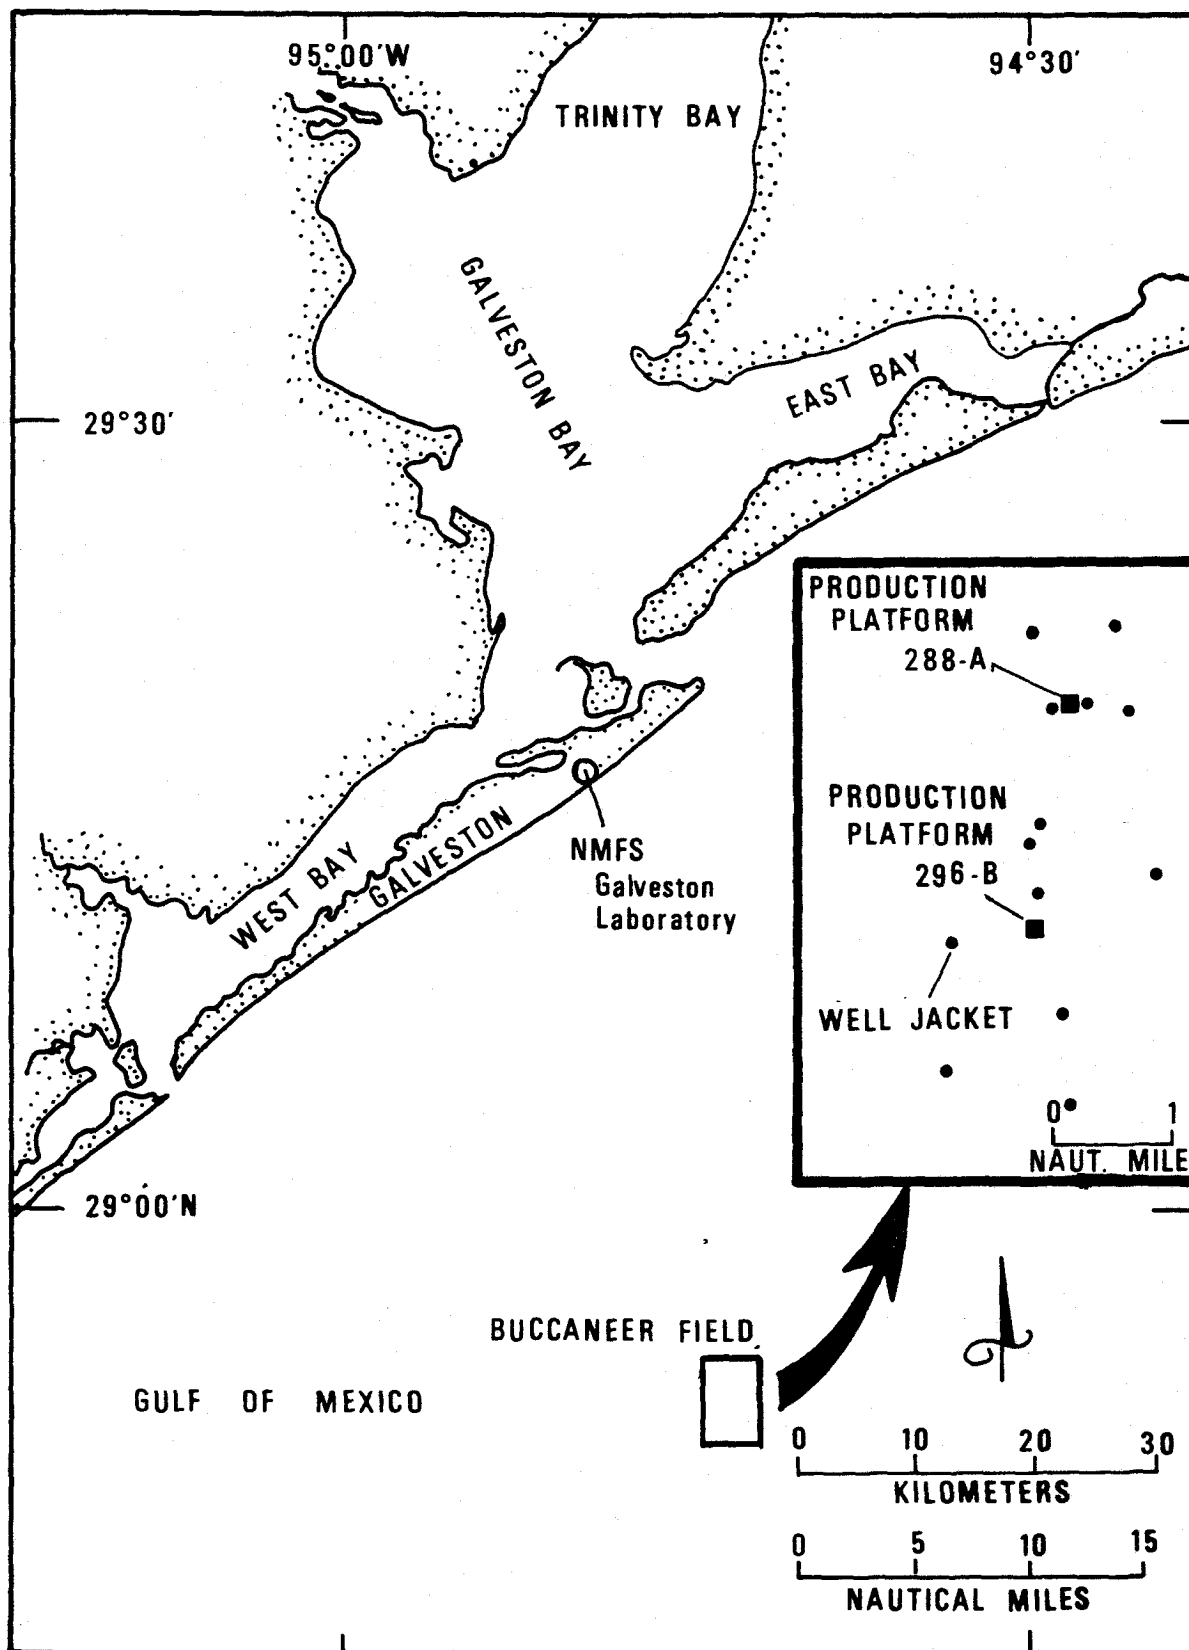 95°00'W
94°30'
TRINITY BAY
GALVESTON BAY
EAST BAY
29°30'
PRODUCTION
PLATFORM
288-A
PRODUCTION
PLATFORM
296-B
WELL JACKET
0 1
NAUT. MILE
NMFS
Galveston
Laboratory
WEST BAY
GALVESTON
29°00'N
BUCCANEER FIELD
GULF OF MEXICO
0 10 20 30
KILOMETERS
0 5 10 15
NAUTICAL MILES